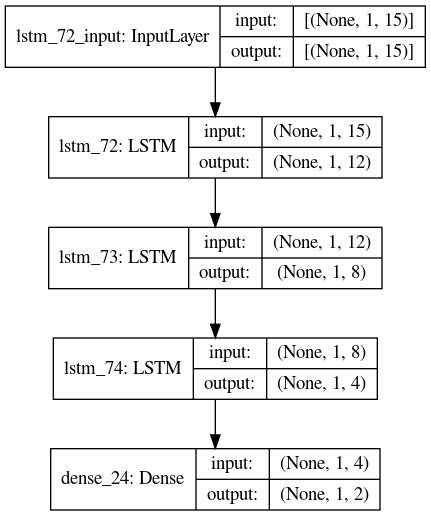 lstm_72_input: InputLayer
input:
[(None, 1, 15)]
output:
[(None, 1, 15)]
lstm_72: LSTM
input:
(None, 1, 15)
output:
(None, 1, 12)
lstm_73: LSTM
input:
(None, 1, 12)
output:
(None, 1, 8)
lstm_74: LSTM
input:
(None, 1, 8)
output:
(None, 1, 4)
dense_24: Dense
input:
(None, 1, 4)
output:
(None, 1, 2)